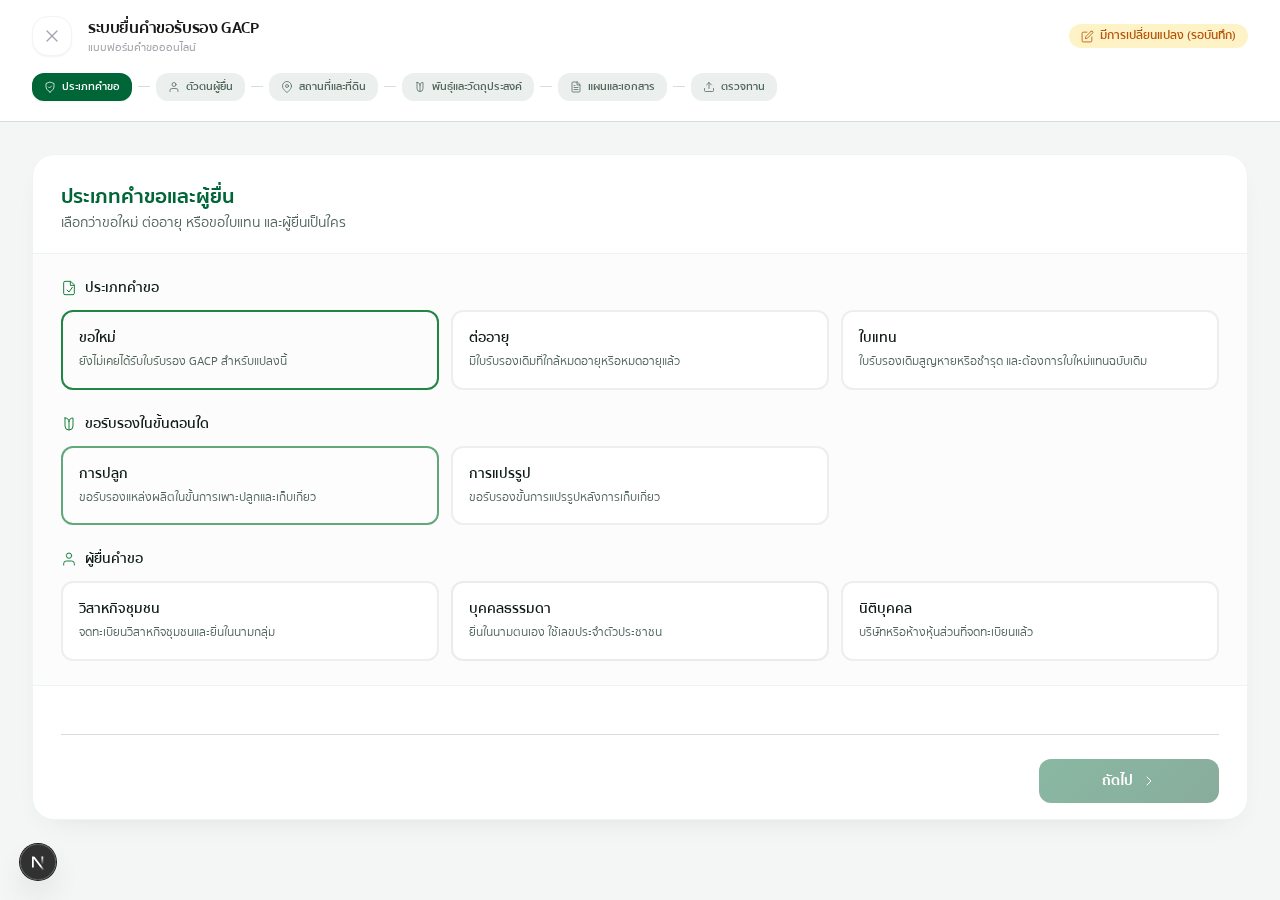 ระบบยื่นคำขอรับรอง GACP
แบบฟอร์มคำขอออนไลน์
มีการเปลี่ยนแปลง (รอบันทึก)
ประเภทคำขอ
ตัวตนผู้ยื่น
สถานที่และที่ดิน
พันธุ์และวัตถุประสงค์
แผนและเอกสาร
ตรวจทาน
ประเภทคำขอและผู้ยื่น
เลือกว่าขอใหม่ ต่ออายุ หรือขอใบแทน และผู้ยื่นเป็นใคร
ประเภทคำขอ
ขอใหม่
ยังไม่เคยได้รับใบรับรอง GACP สำหรับแปลงนี้
ต่ออายุ
มีใบรับรองเดิมที่ใกล้หมดอายุหรือหมดอายุแล้ว
ใบแทน
ใบรับรองเดิมสูญหายหรือชำรุด และต้องการใบใหม่แทนฉบับเดิม
ขอรับรองในขั้นตอนใด
การปลูก
ขอรับรองแหล่งผลิตในขั้นการเพาะปลูกและเก็บเกี่ยว
การแปรรูป
ขอรับรองขั้นการแปรรูปหลังการเก็บเกี่ยว
ผู้ยื่นคำขอ
วิสาหกิจชุมชน
จดทะเบียนวิสาหกิจชุมชนและยื่นในนามกลุ่ม
บุคคลธรรมดา
ยื่นในนามตนเอง ใช้เลขประจำตัวประชาชน
นิติบุคคล
บริษัทหรือห้างหุ้นส่วนที่จดทะเบียนแล้ว
ถัดไป
N